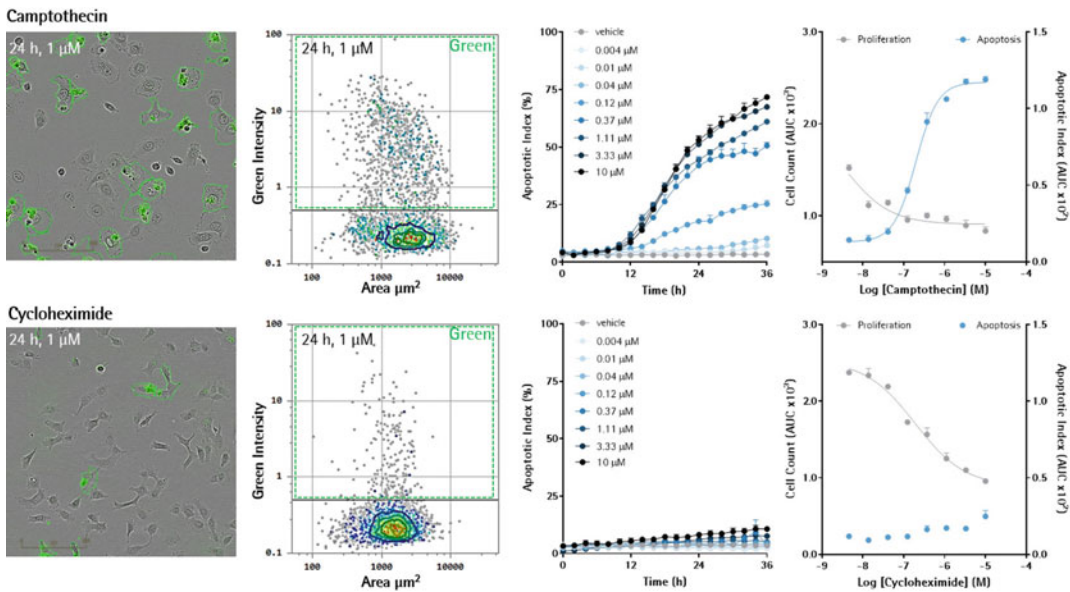 Camptothecin
24 h, 1 µM
Green Intensity
100
10
1
0.1
24 h, 1 µM
Green
100
1000
10000
Area µm²
Apoptotic Index (%)
100
75
50
25
0
vehicle
0.004 µM
0.01 µM
0.04 µM
0.12 µM
0.37 µM
1.11 µM
3.33 µM
10 µM
0
12
24
36
Time (h)
Cell Count (AUC x10³)
3.0
2.0
1.0
Proliferation
Apoptosis
1.5
1.0
0.5
0.0
Apoptotic Index (AUC x10³)
-9
-8
-7
-6
-5
-4
Log [Camptothecin] (M)
Cycloheximide
24 h, 1 µM
Green Intensity
100
10
1
0.1
24 h, 1 µM
Green
100
1000
10000
Area µm²
Apoptotic Index (%)
100
75
50
25
0
vehicle
0.004 µM
0.01 µM
0.04 µM
0.12 µM
0.37 µM
1.11 µM
3.33 µM
10 µM
0
12
24
36
Time (h)
Cell Count (AUC x10³)
3.0
2.0
1.0
Proliferation
Apoptosis
1.5
1.0
0.5
0.0
Apoptotic Index (AUC x10³)
-9
-8
-7
-6
-5
-4
Log [Cycloheximide] (M)